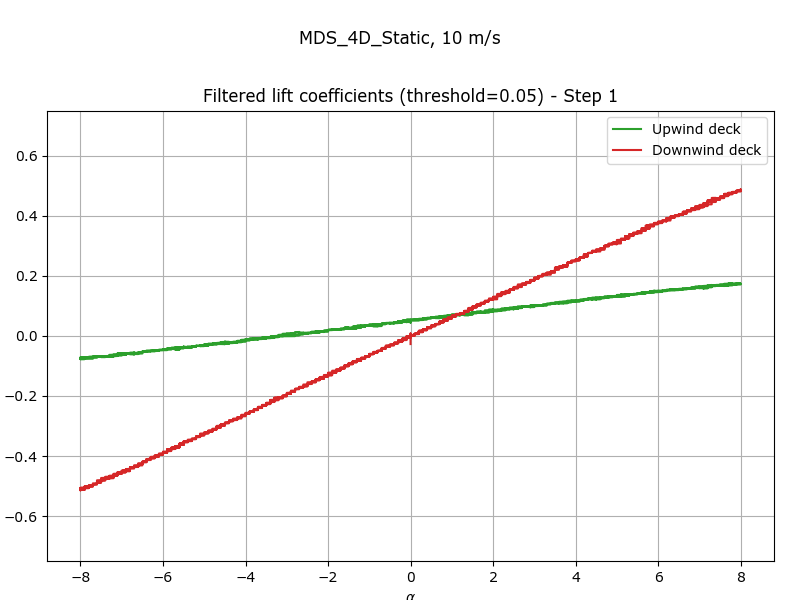 MDS_4D_Static, 10 m/s
Filtered lift coefficients (threshold=0.05) - Step 1
Upwind deck
Downwind deck
0.6
0.4
0.2
0.0
−0.2
−0.4
−0.6
−8 −6 −4 −2 0 2 4 6 8
α